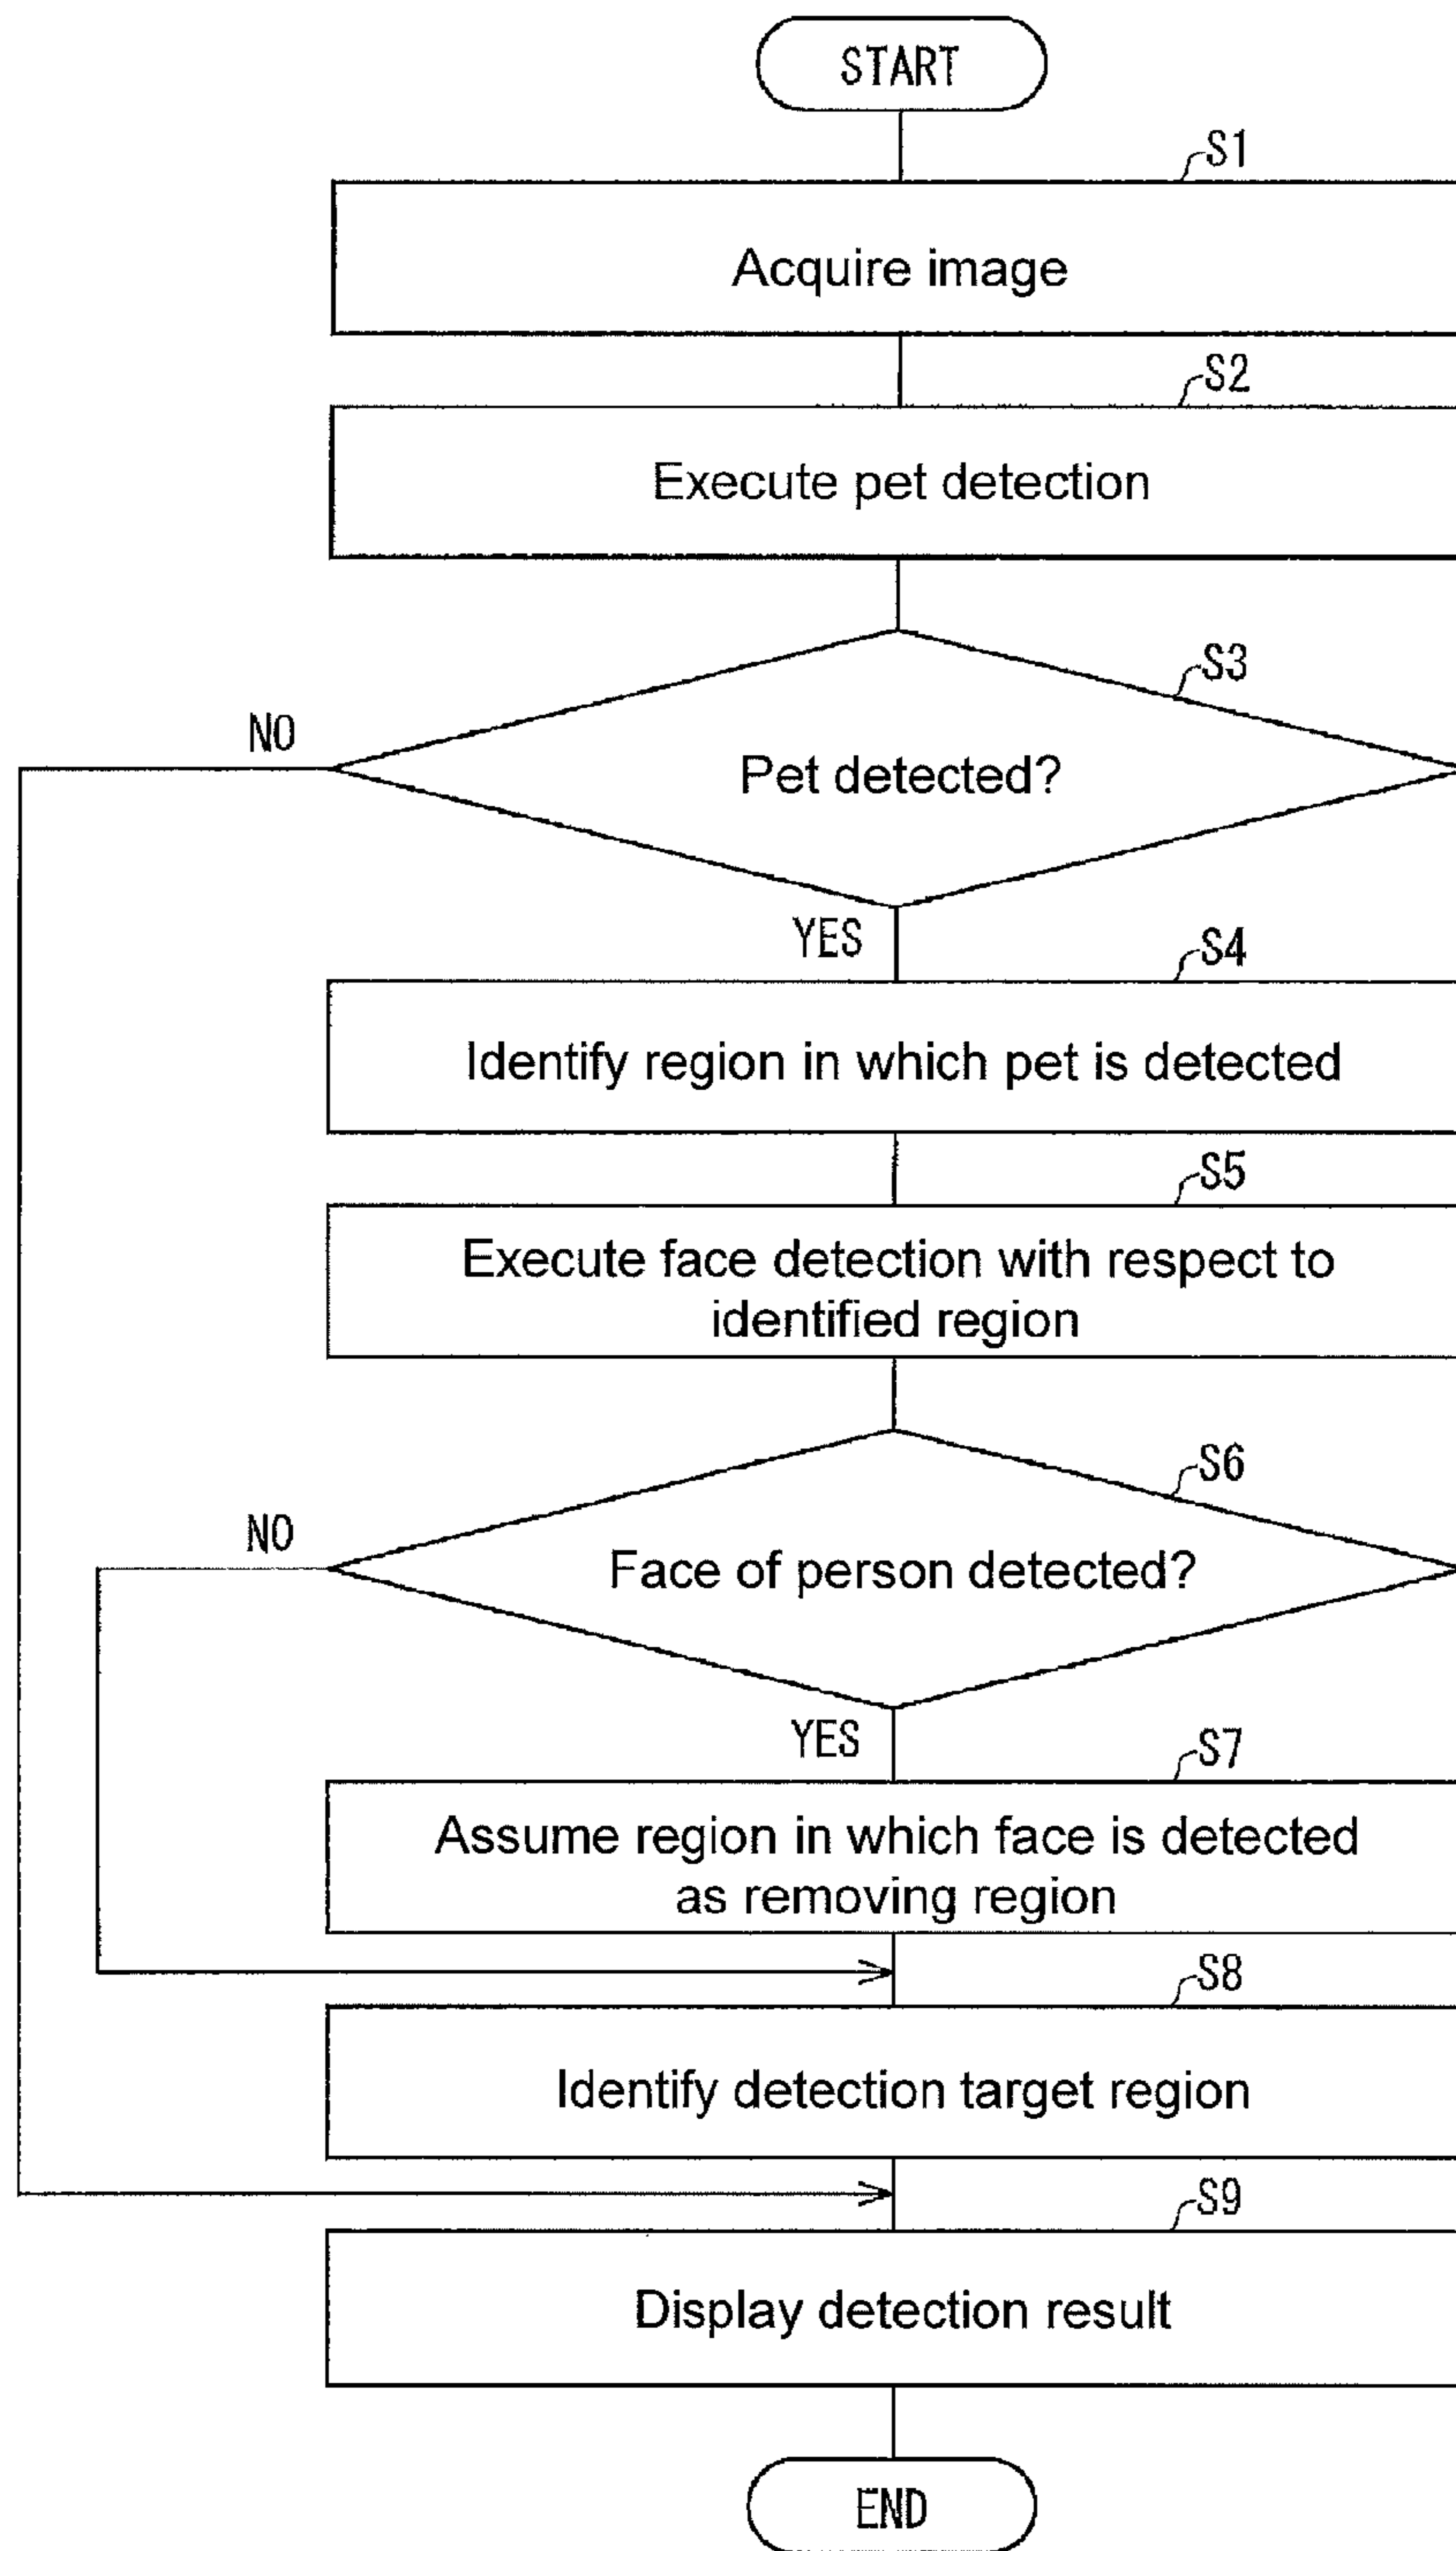 START
S1
Acquire image
S2
Execute pet detection
S3
NO
Pet detected?
YES
S4
Identify region in which pet is detected
S5
Execute face detection with respect to
identified region
S6
NO
Face of person detected?
YES
S7
Assume region in which face is detected
as removing region
S8
Identify detection target region
S9
Display detection result
END